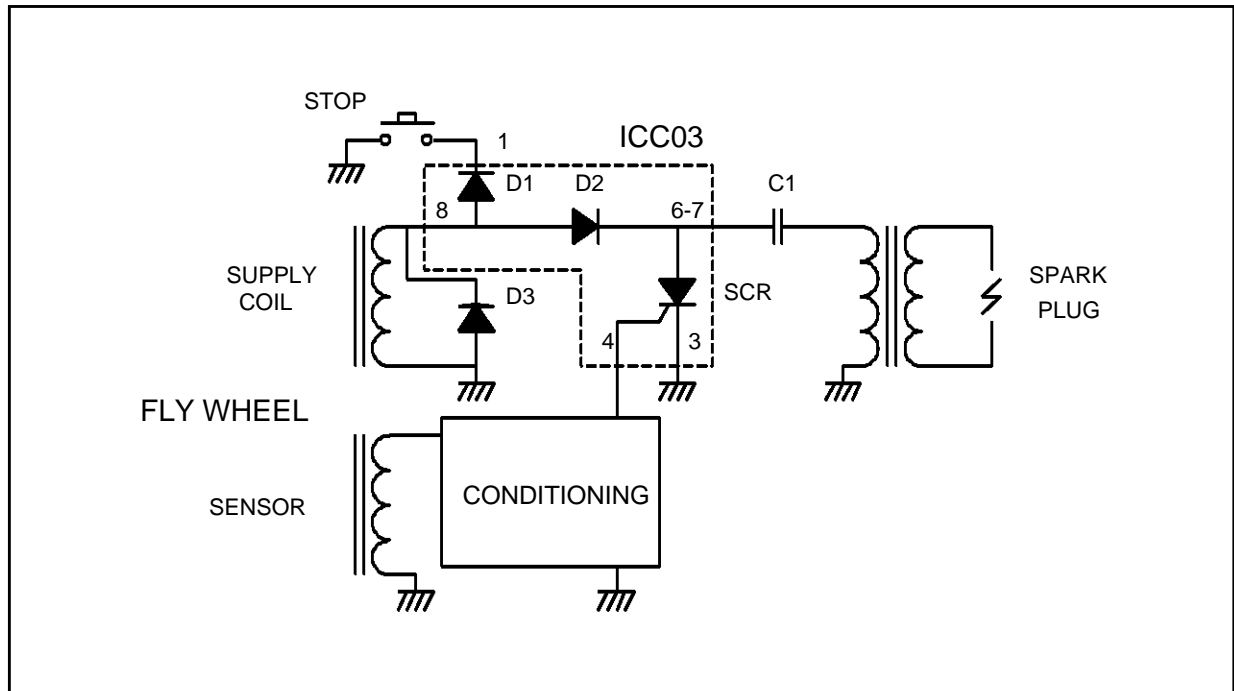 STOP
1
ICC03
D1
D2
C1
8
6-7
SUPPLY
COIL
D3
SCR
SPARK
PLUG
4
3
FLY WHEEL
SENSOR
CONDITIONING